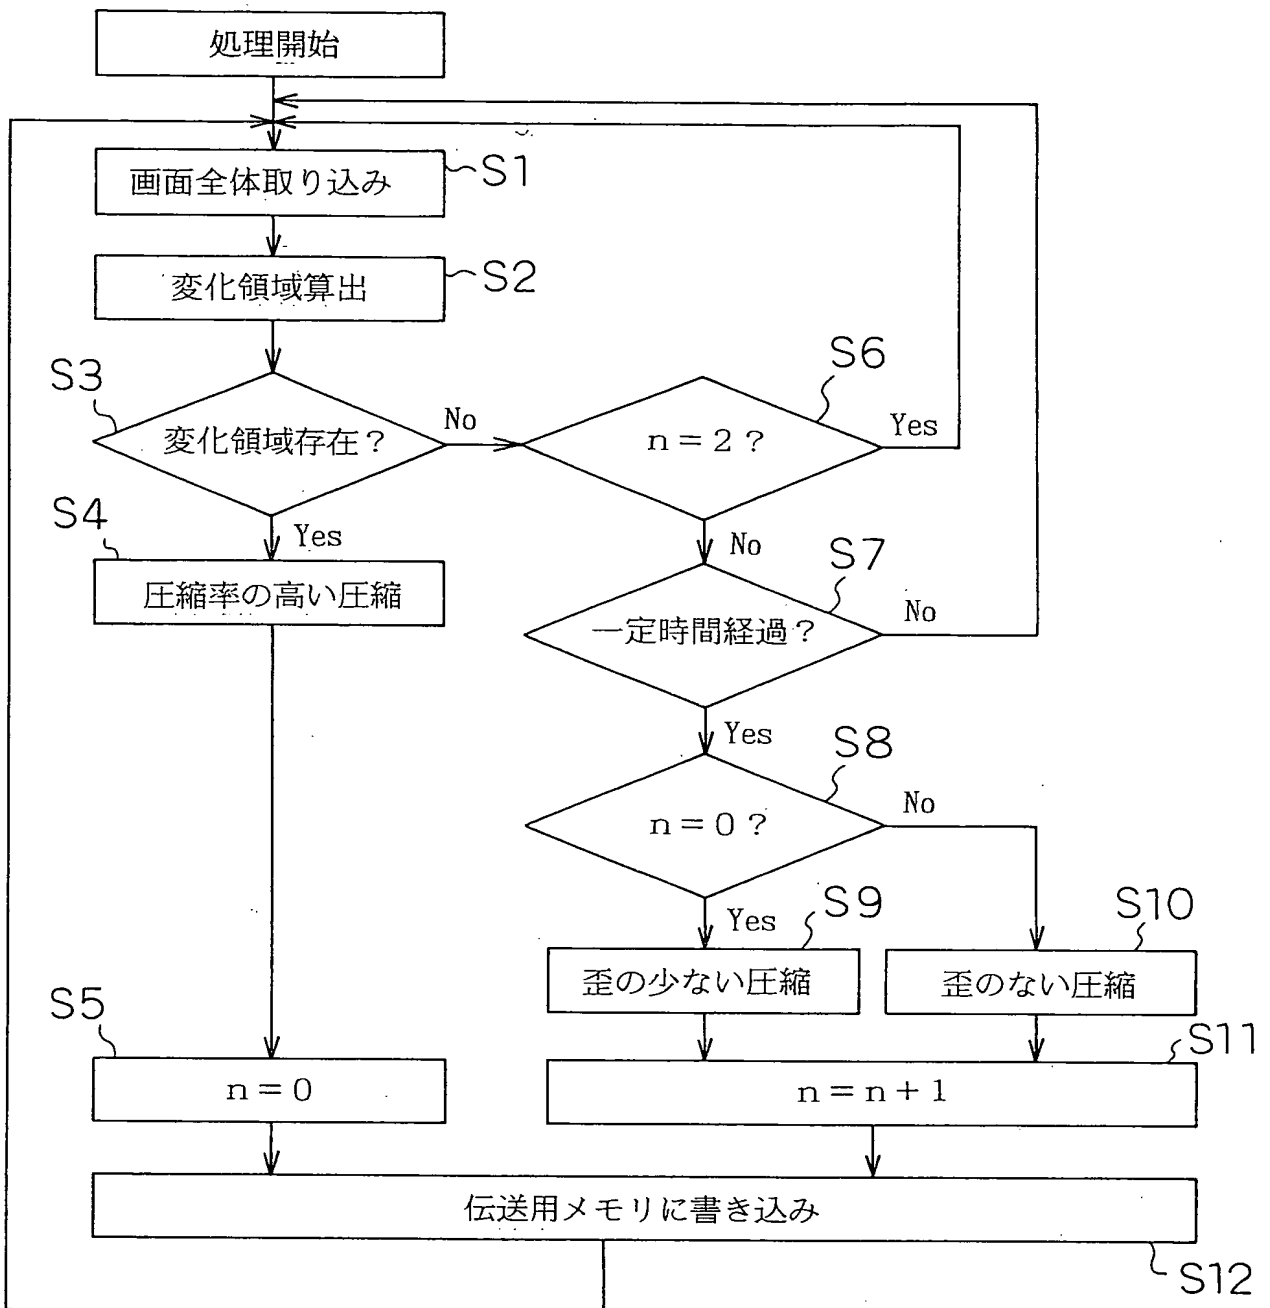 処理開始
画面全体取り込み
S1
変化領域算出
S2
S3
変化領域存在？
No
S6
n＝2？
Yes
S4
Yes
圧縮率の高い圧縮
No
S7
一定時間経過？
No
Yes
S8
n＝0？
No
Yes
S9
歪の少ない圧縮
S10
歪のない圧縮
S5
n＝0
S11
n＝n＋1
伝送用メモリに書き込み
S12